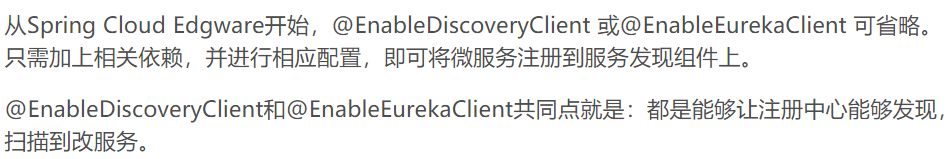 从Spring Cloud Edgware开始，@EnableDiscoveryClient 或@EnableEurekaClient 可省略。
只需加上相关依赖，并进行相应配置，即可将微服务注册到服务发现组件上。
@EnableDiscoveryClient和@EnableEurekaClient共同点就是：都是能够让注册中心能够发现，
扫描到改服务。